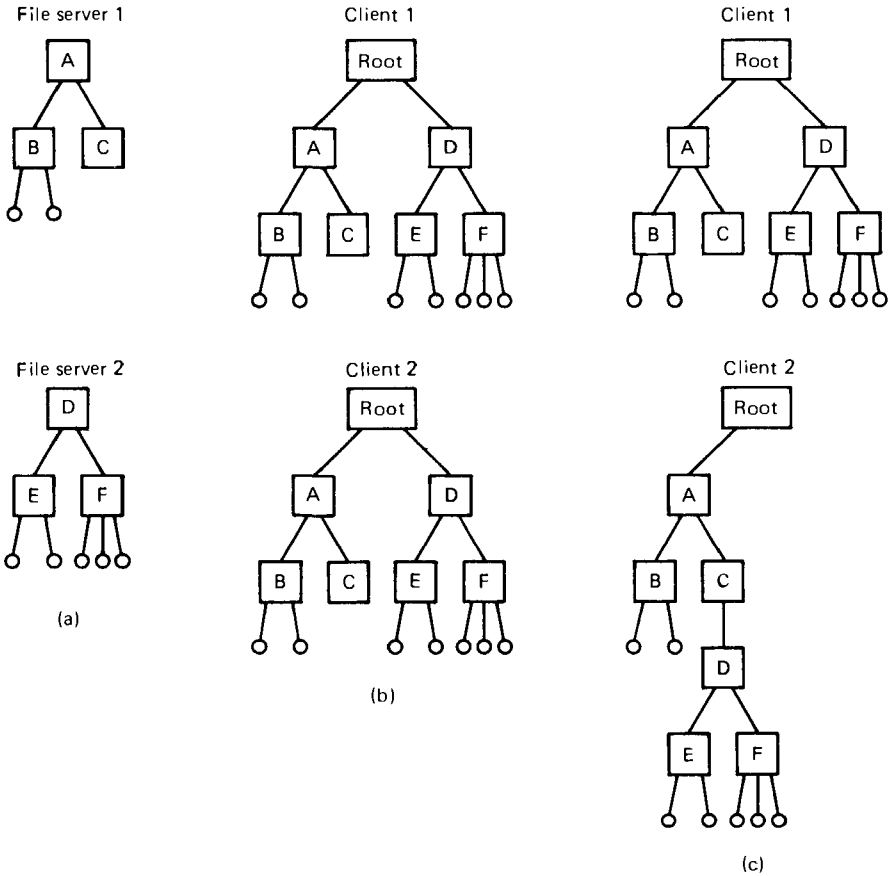 File server 1
A
B C
File server 2
D
E F
(a)
Client 1
Root
A D
B C E F
Client 2
Root
A D
B C E F
(b)
Client 1
Root
A D
B C E F
Client 2
Root
A
B C
D
E F
(c)